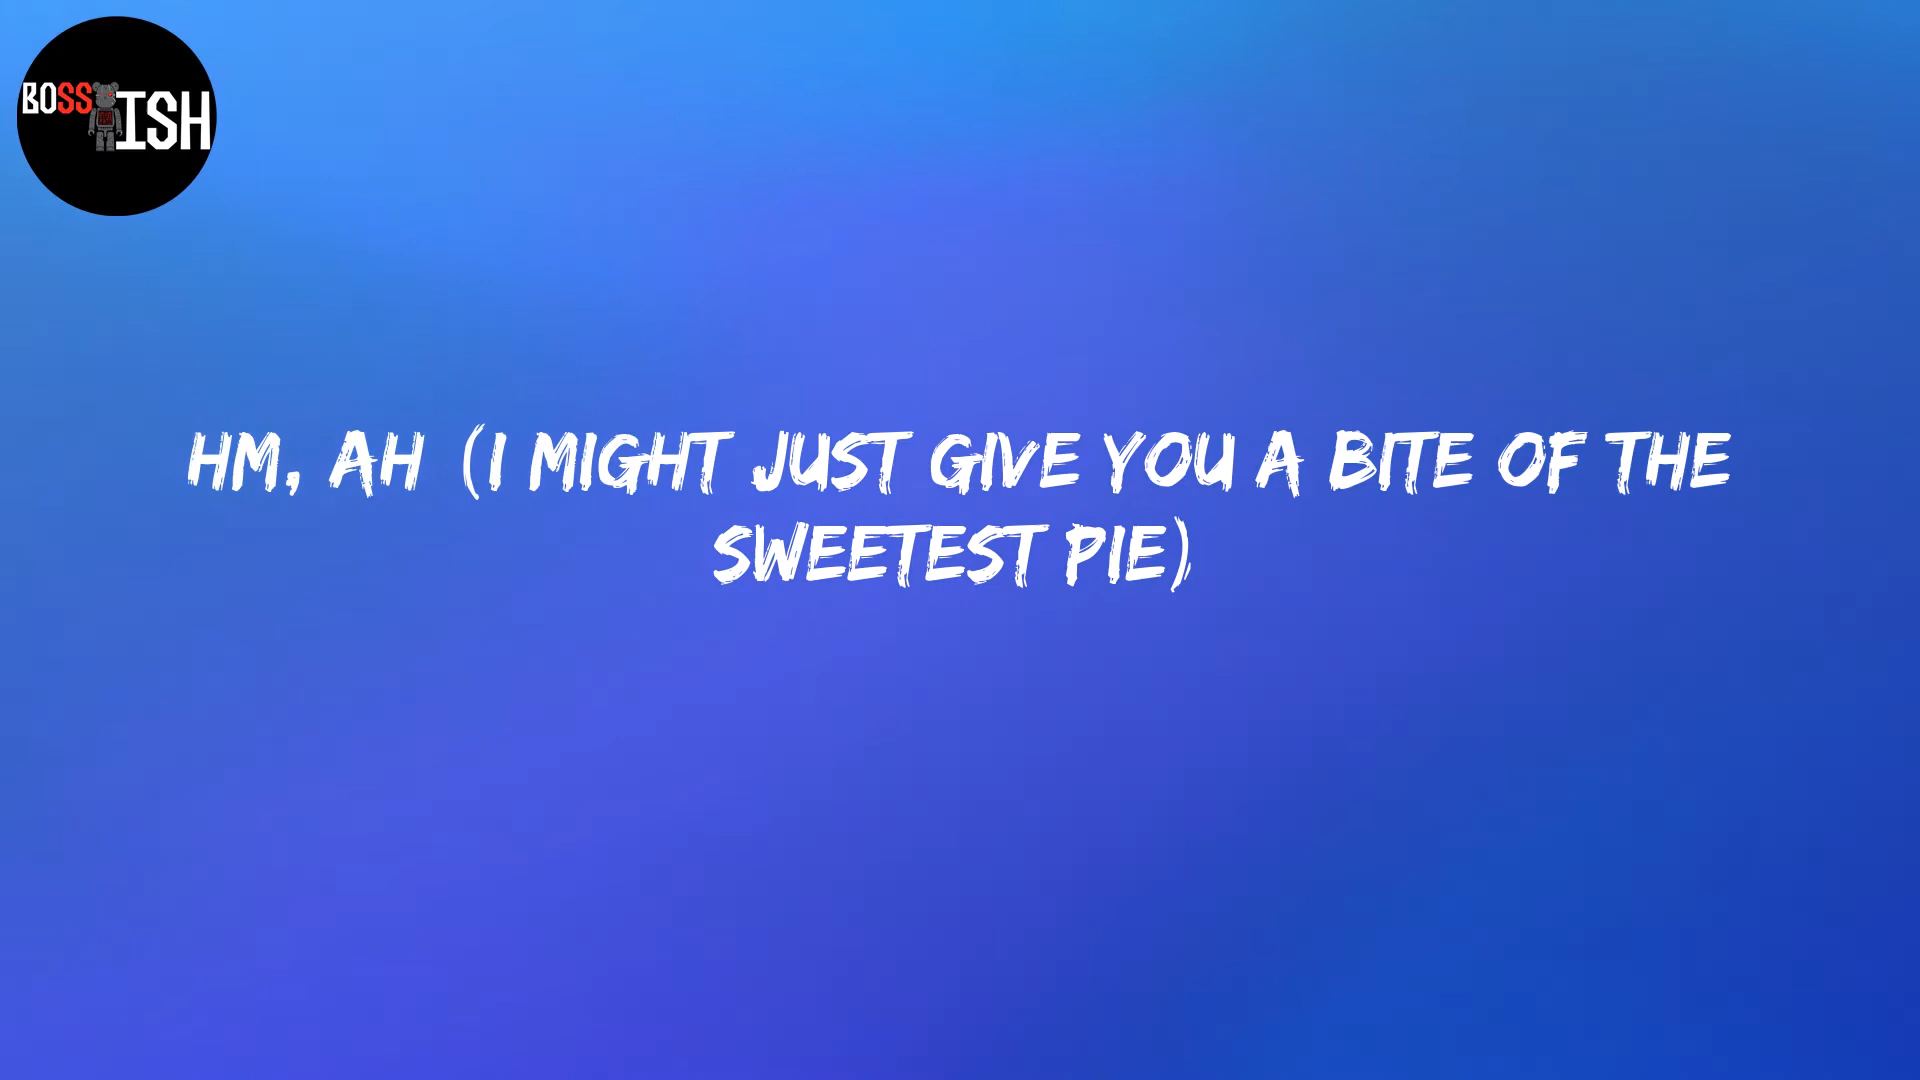 BOSS ISH
HM, AH (I MIGHT JUST GIVE YOU A BITE OF THE
SWEETEST PIE)